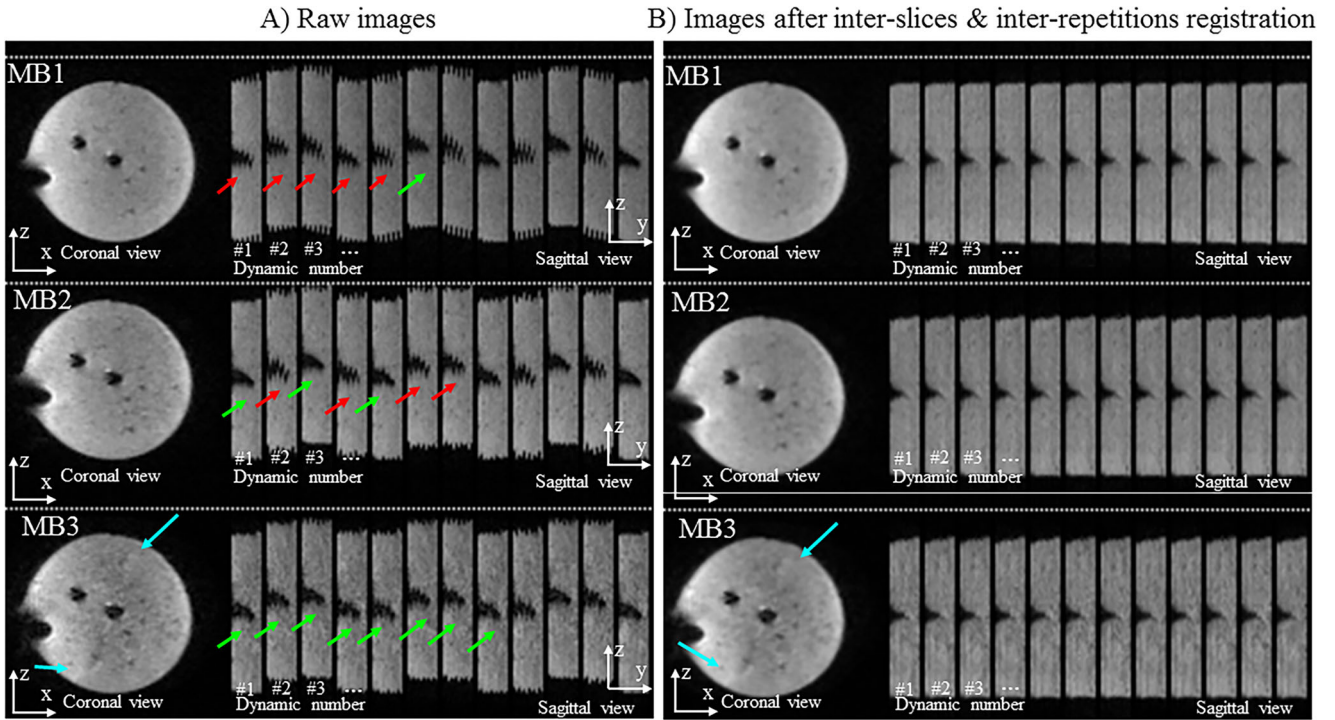 A) Raw images
B) Images after inter-slices & inter-repetitions registration
MB1
z
x
Coronal view
#1 #2 #3 ...
Dynamic number
z
y
Sagittal view
MB1
z
x
Coronal view
#1 #2 #3 ...
Dynamic number
Sagittal view
MB2
z
x
Coronal view
#1 #2 #3 ...
Dynamic number
z
y
Sagittal view
MB2
z
x
Coronal view
#1 #2 #3 ...
Dynamic number
Sagittal view
MB3
z
x
Coronal view
#1 #2 #3 ...
Dynamic number
z
y
Sagittal view
MB3
z
x
Coronal view
#1 #2 #3 ...
Dynamic number
Sagittal view